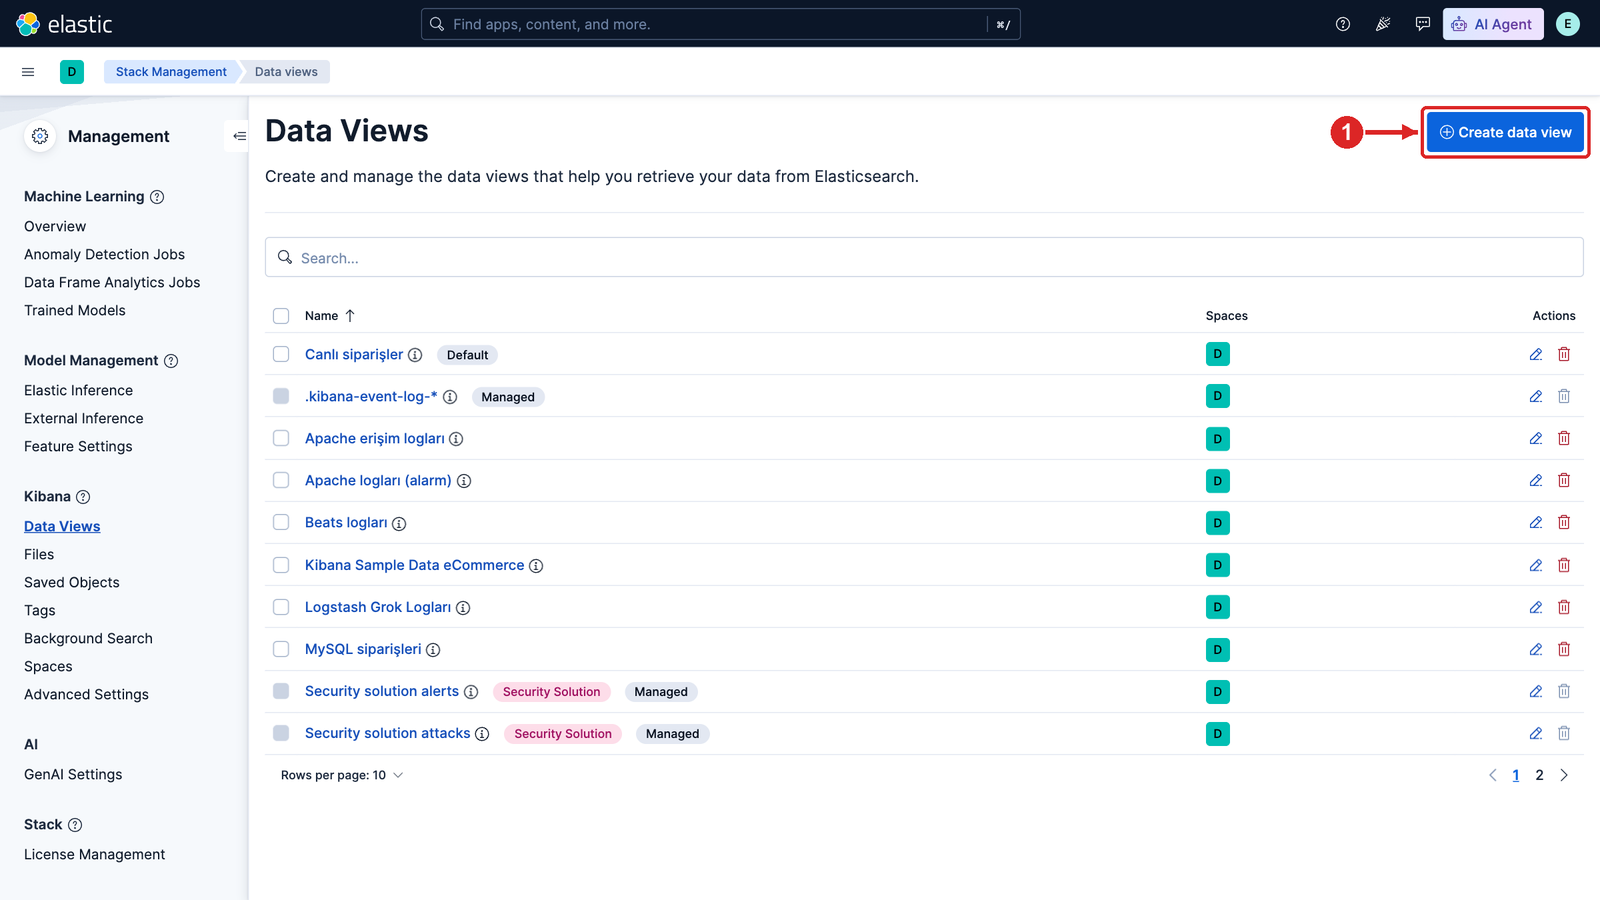 elastic
Find apps, content, and more.
⌘/
AI Agent
E
D
Stack Management
Data views
Management
Machine Learning
Overview
Anomaly Detection Jobs
Data Frame Analytics Jobs
Trained Models
Model Management
Elastic Inference
External Inference
Feature Settings
Kibana
Data Views
Files
Saved Objects
Tags
Background Search
Spaces
Advanced Settings
AI
GenAI Settings
Stack
License Management
Data Views
1
Create data view
Create and manage the data views that help you retrieve your data from Elasticsearch.
Search...
Name Spaces Actions
Canlı siparişler Default D
.kibana-event-log-* Managed D
Apache erişim logları D
Apache logları (alarm) D
Beats logları D
Kibana Sample Data eCommerce D
Logstash Grok Logları D
MySQL siparişleri D
Security solution alerts Security Solution Managed D
Security solution attacks Security Solution Managed D
Rows per page: 10
1 2